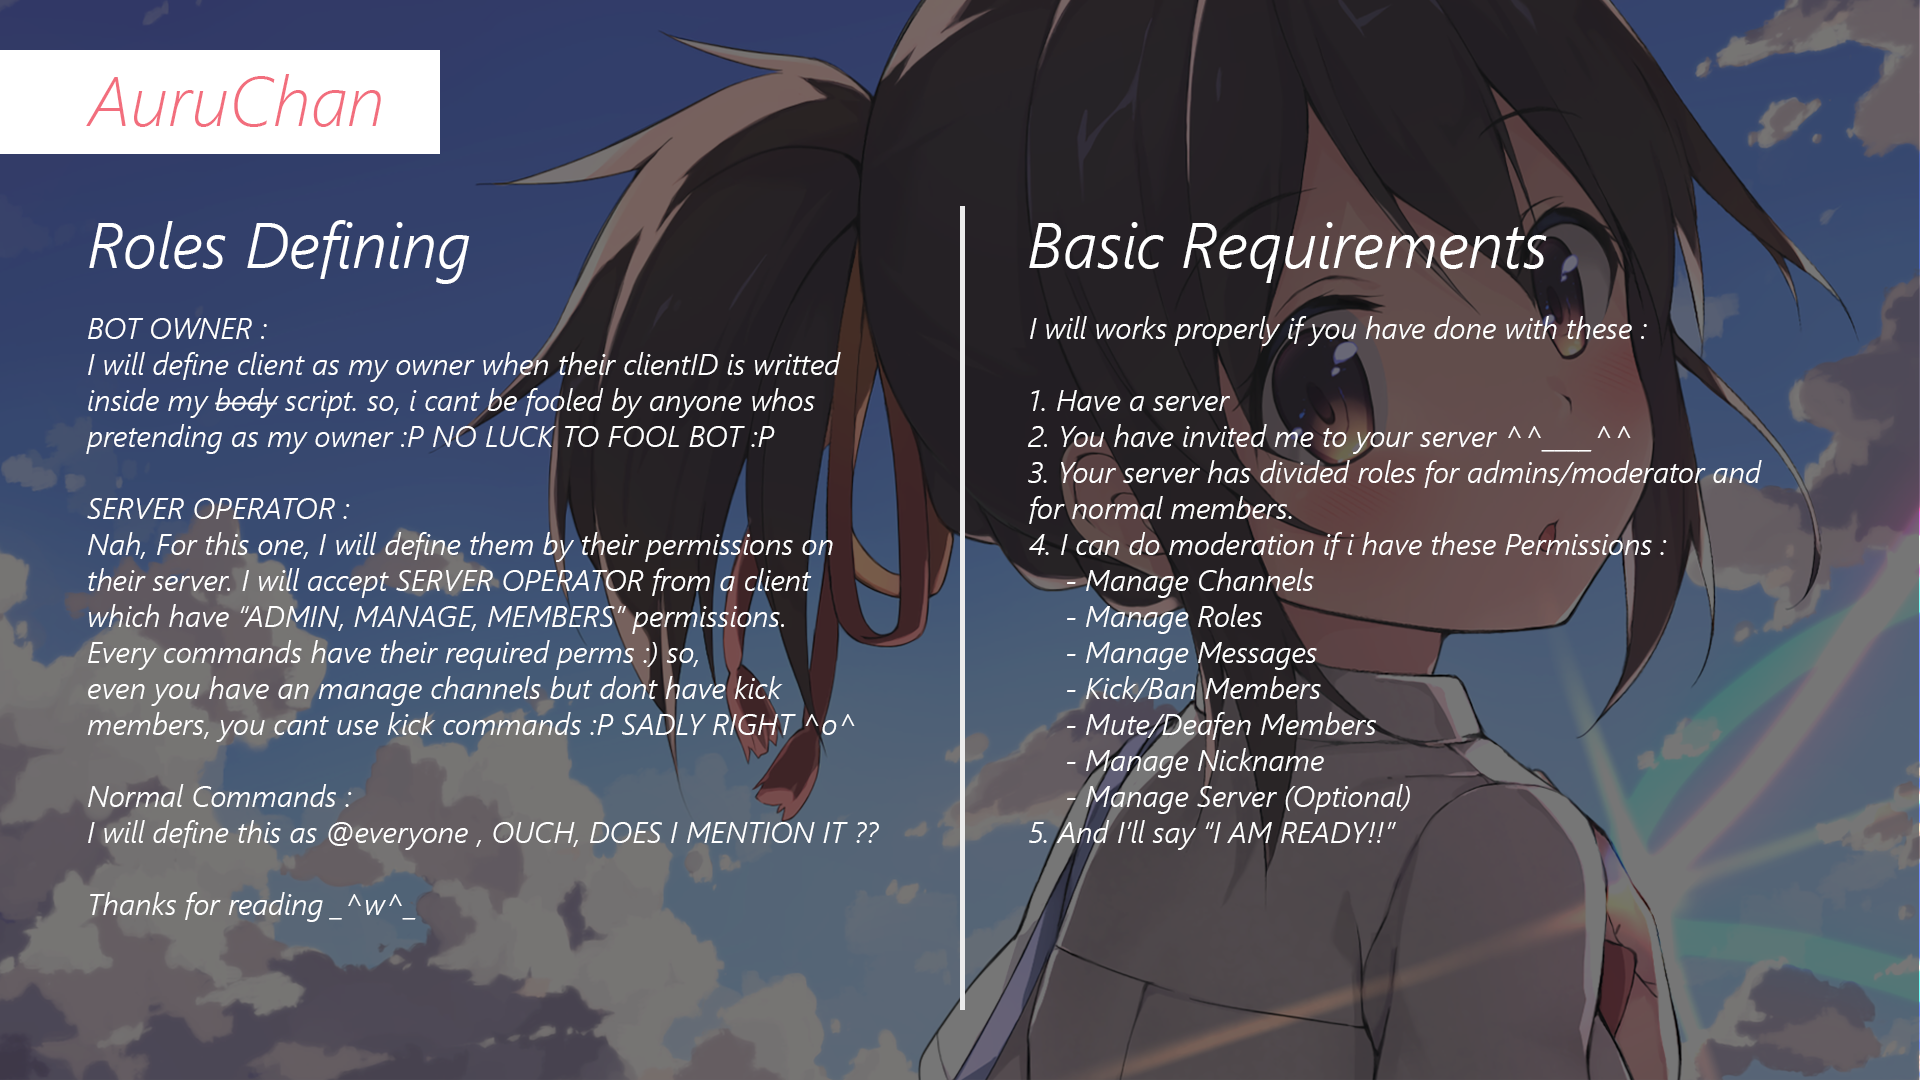 AuruChan
Roles Defining
BOT OWNER :
I will define client as my owner when their clientID is writted
inside my body script. so, i cant be fooled by anyone whos
pretending as my owner :P NO LUCK TO FOOL BOT :P
SERVER OPERATOR :
Nah, For this one, I will define them by their permissions on
their server. I will accept SERVER OPERATOR from a client
which have “ADMIN, MANAGE, MEMBERS” permissions.
Every commands have their required perms :) so,
even you have an manage channels but dont have kick
members, you cant use kick commands :P SADLY RIGHT ^o^
Normal Commands :
I will define this as @everyone , OUCH, DOES I MENTION IT ??
Thanks for reading _^w^_
Basic Requirements
I will works properly if you have done with these :
1. Have a server
2. You have invited me to your server ^^___^^
3. Your server has divided roles for admins/moderator and
for normal members.
4. I can do moderation if i have these Permissions :
- Manage Channels
- Manage Roles
- Manage Messages
- Kick/Ban Members
- Mute/Deafen Members
- Manage Nickname
- Manage Server (Optional)
5. And I’ll say “I AM READY!!”